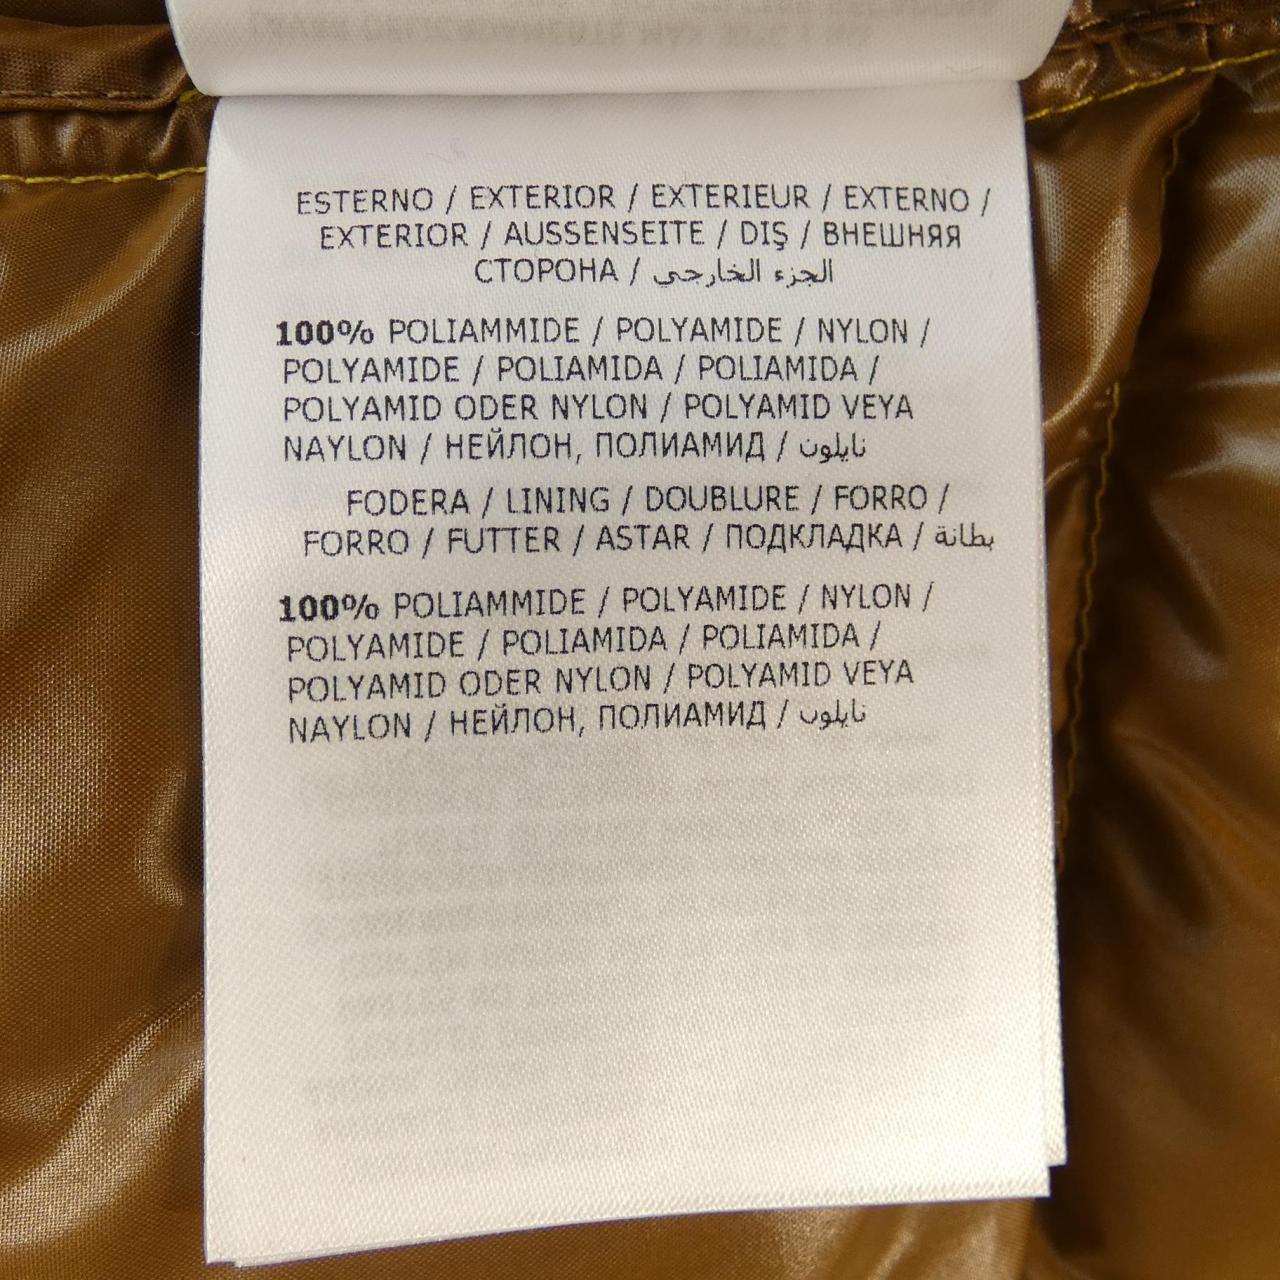 ESTERNO / EXTERIOR / EXTERIEUR / EXTERNO /
EXTERIOR / AUSSENSEITE / DIŞ / ВНЕШНЯЯ
СТОРОНА / الجزء الخارجي
100% POLIAMMIDE / POLYAMIDE / NYLON /
POLYAMIDE / POLIAMIDA / POLIAMIDA /
POLYAMID ODER NYLON / POLYAMID VEYA
NAYLON / НЕЙЛОН, ПОЛИАМИД / نايلون
FODERA / LINING / DOUBLURE / FORRO /
FORRO / FUTTER / ASTAR / ПОДКЛАДКА / بطانة
100% POLIAMMIDE / POLYAMIDE / NYLON /
POLYAMIDE / POLIAMIDA / POLIAMIDA /
POLYAMID ODER NYLON / POLYAMID VEYA
NAYLON / НЕЙЛОН, ПОЛИАМИД / نايلون